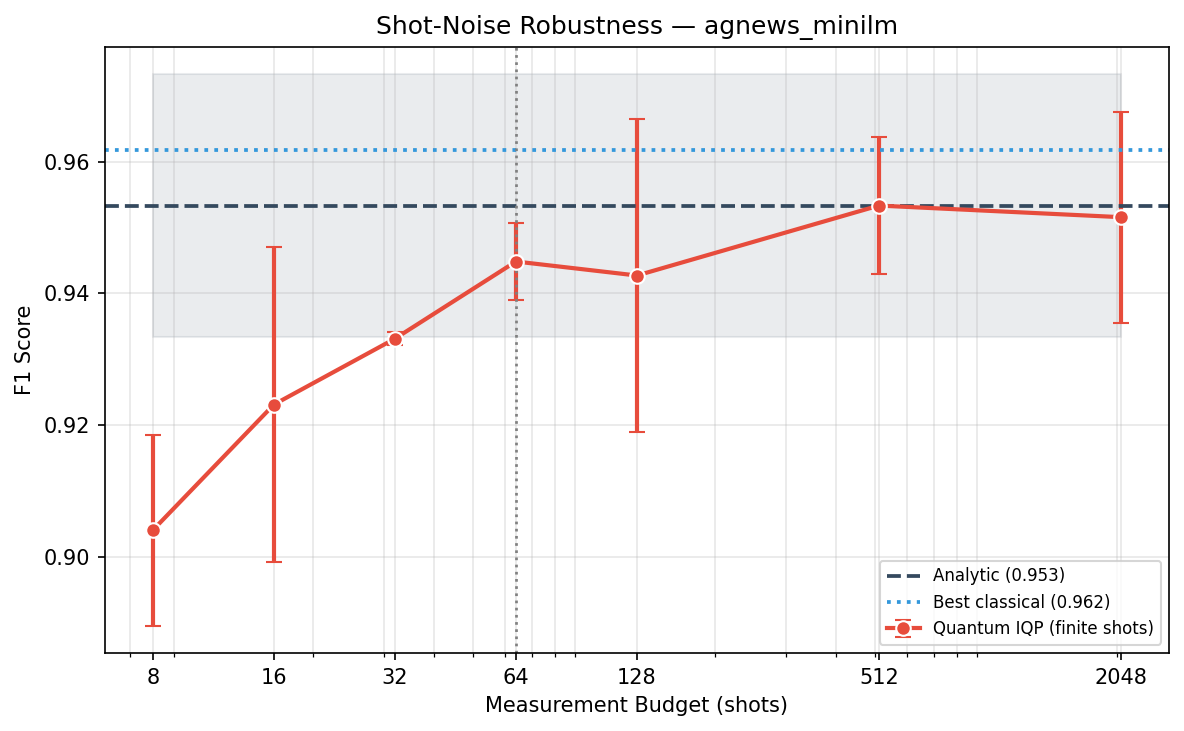 Shot-Noise Robustness — agnews_minilm
F1 Score
0.96
0.94
0.92
0.90
8 16 32 64 128 512 2048
Measurement Budget (shots)
Analytic (0.953)
Best classical (0.962)
Quantum IQP (finite shots)